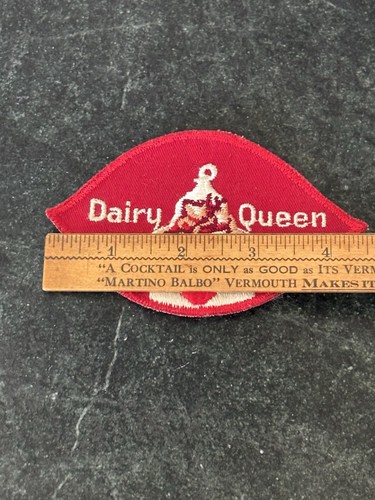 Dairy Queen
1 2 3 4
"A COCKTAIL IS ONLY as GOOD as ITS VERM
"MARTINO BALBO" VERMOUTH MAKES IT